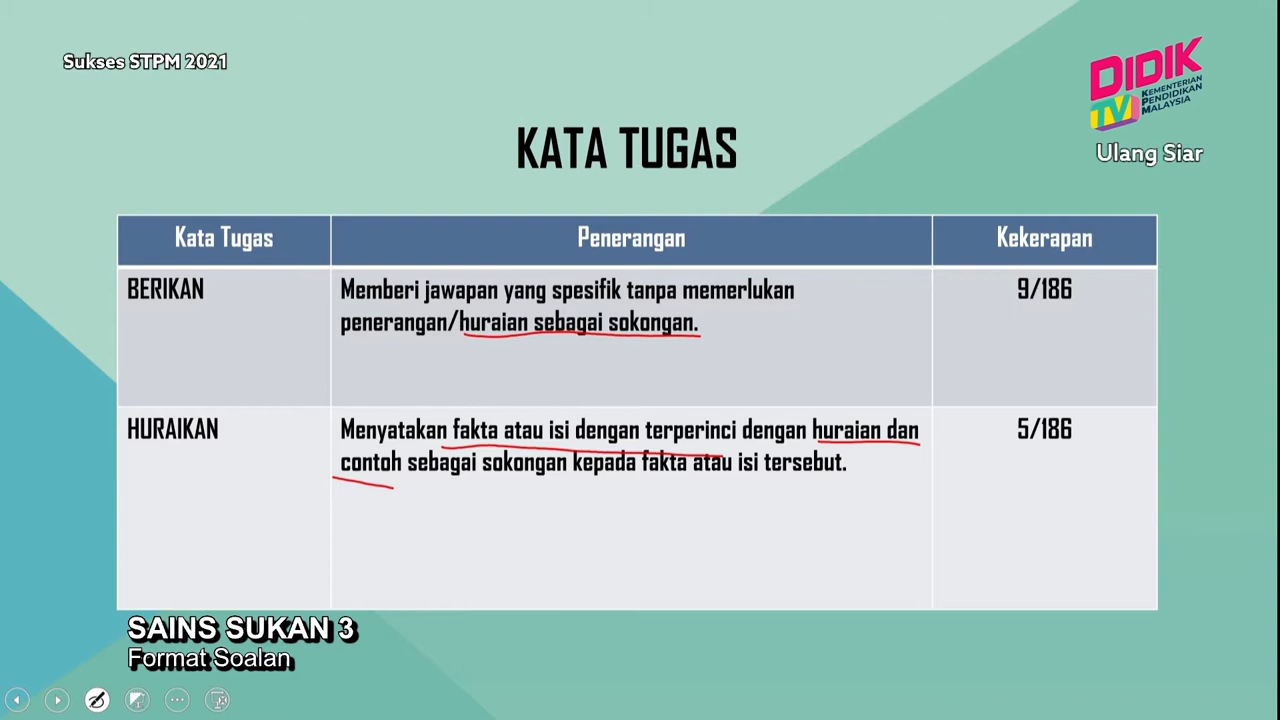 Sukses STPM 2021
DIDIK
TV
KEMENTERIAN
PENDIDIKAN
MALAYSIA
Ulang Siar
KATA TUGAS
Kata Tugas
Penerangan
Kekerapan
BERIKAN
Memberi jawapan yang spesifik tanpa memerlukan
penerangan/huraian sebagai sokongan.
9/186
HURAIKAN
Menyatakan fakta atau isi dengan terperinci dengan huraian dan
contoh sebagai sokongan kepada fakta atau isi tersebut.
5/186
SAINS SUKAN 3
Format Soalan